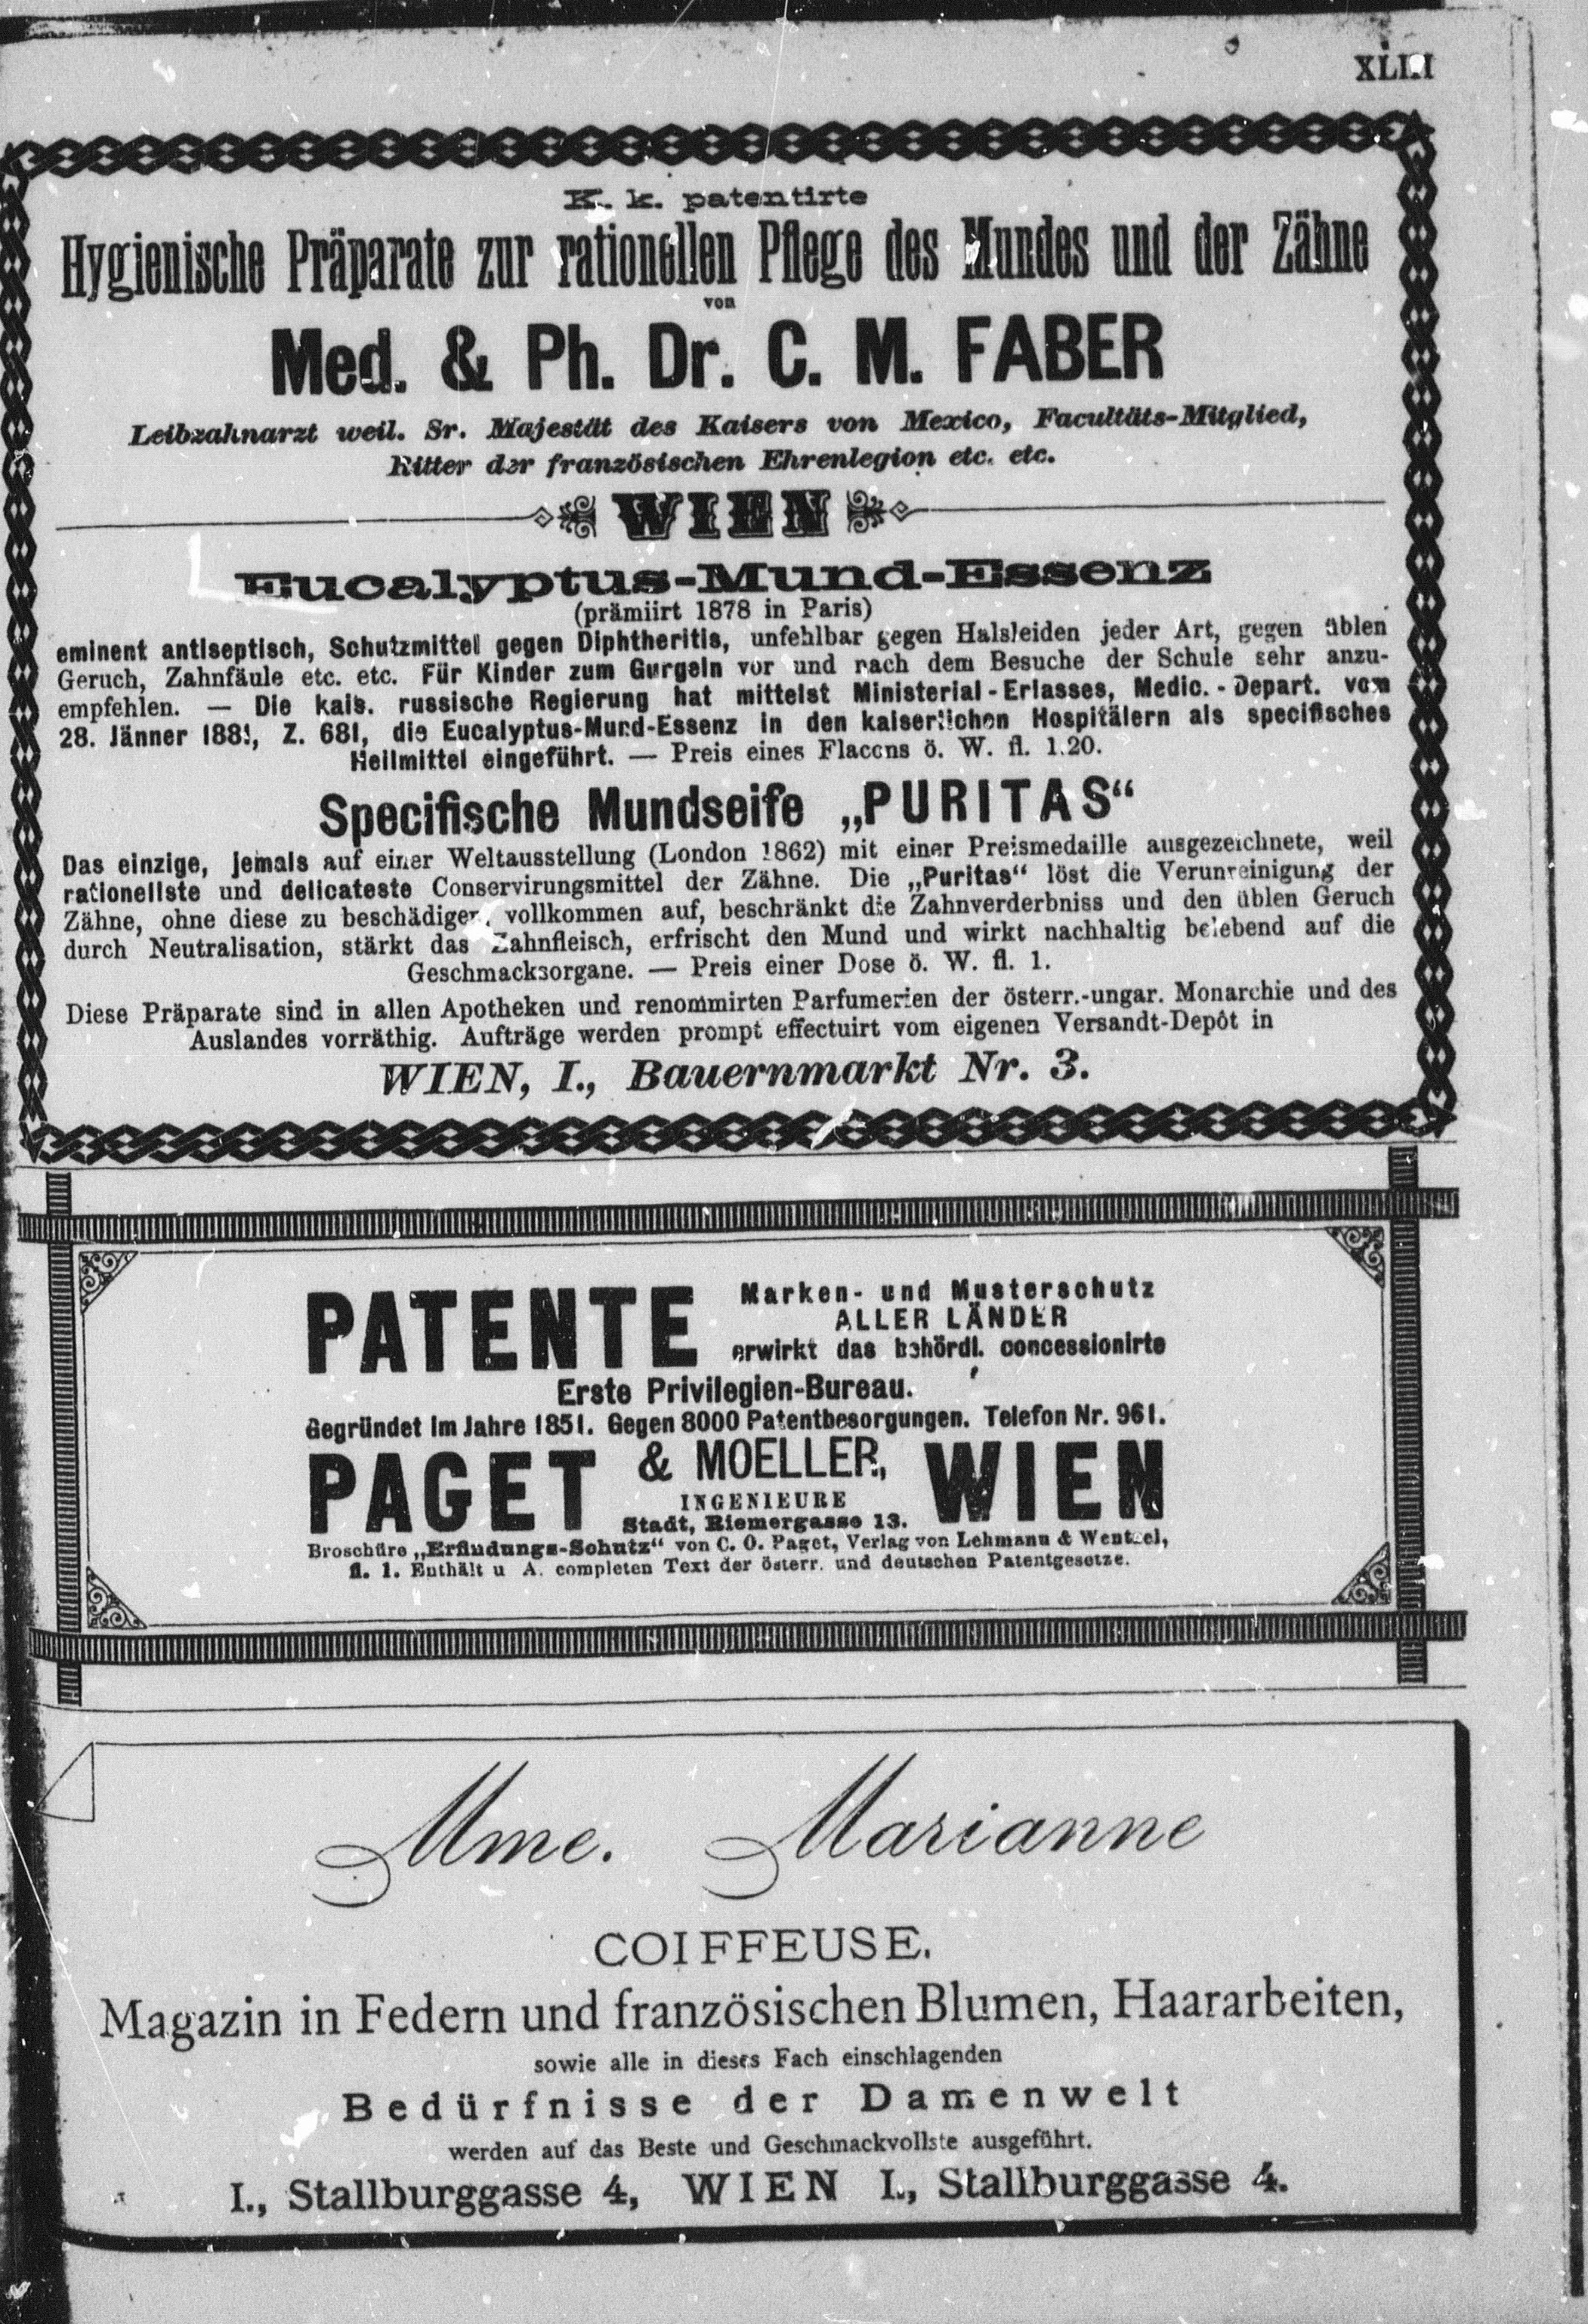 XLIII
K. k. patentirte
Hygienische Präparate zur rationellen Pflege des Mundes und der Zähne
von
Med. & Ph. Dr. C. M. FABER
Leibzahnarzt weil. Sr. Majestät des Kaisers von Mexico, Facultäts-Mitglied,
Ritter der französischen Ehrenlegion etc. etc.
WIEN
Eucalyptus-Mund-Essenz
(prämiirt 1878 in Paris)
eminent antiseptisch, Schutzmittel gegen Diphtheritis, unfehlbar gegen Halsleiden jeder Art, gegen üblen
Geruch, Zahnfäule etc. etc. Für Kinder zum Gurgeln vor und nach dem Besuche der Schule sehr anzu-
empfehlen. — Die kais. russische Regierung hat mittelst Ministerial-Erlasses, Medic.-Depart. vom
28. Jänner 1881, Z. 681, die Eucalyptus-Mund-Essenz in den kaiserlichen Hospitälern als specifisches
Heilmittel eingeführt. — Preis eines Flacons ö. W. fl. 1.20.
Specifische Mundseife „PURITAS“
Das einzige, jemals auf einer Weltausstellung (London 1862) mit einer Preismedaille ausgezeichnete, weil
rationellste und delicateste Conservirungsmittel der Zähne. Die „Puritas“ löst die Verunreinigung der
Zähne, ohne diese zu beschädigen, vollkommen auf, beschränkt die Zahnverderbniss und den üblen Geruch
durch Neutralisation, stärkt das Zahnfleisch, erfrischt den Mund und wirkt nachhaltig belebend auf die
Geschmacksorgane. — Preis einer Dose ö. W. fl. 1.
Diese Präparate sind in allen Apotheken und renommirten Parfumerien der österr.-ungar. Monarchie und des
Auslandes vorräthig. Aufträge werden prompt effectuirt vom eigenen Versandt-Depôt in
WIEN, I., Bauernmarkt Nr. 3.
PATENTE
Marken- und Musterschutz
ALLER LÄNDER
erwirkt das behördl. concessionirte
Erste Privilegien-Bureau.
Gegründet im Jahre 1851. Gegen 8000 Patentbesorgungen. Telefon Nr. 961.
PAGET & MOELLER, WIEN
INGENIEURE
Stadt, Riemergasse 13.
Broschüre „Erfindungs-Schutz“ von C. O. Paget, Verlag von Lehmann & Wentzel,
fl. 1. Enthält u A. completen Text der österr. und deutschen Patentgesetze.
Mme. Marianne
COIFFEUSE.
Magazin in Federn und französischen Blumen, Haararbeiten,
sowie alle in dieses Fach einschlagenden
Bedürfnisse der Damenwelt
werden auf das Beste und Geschmackvollste ausgeführt.
I., Stallburggasse 4, WIEN I., Stallburggasse 4.